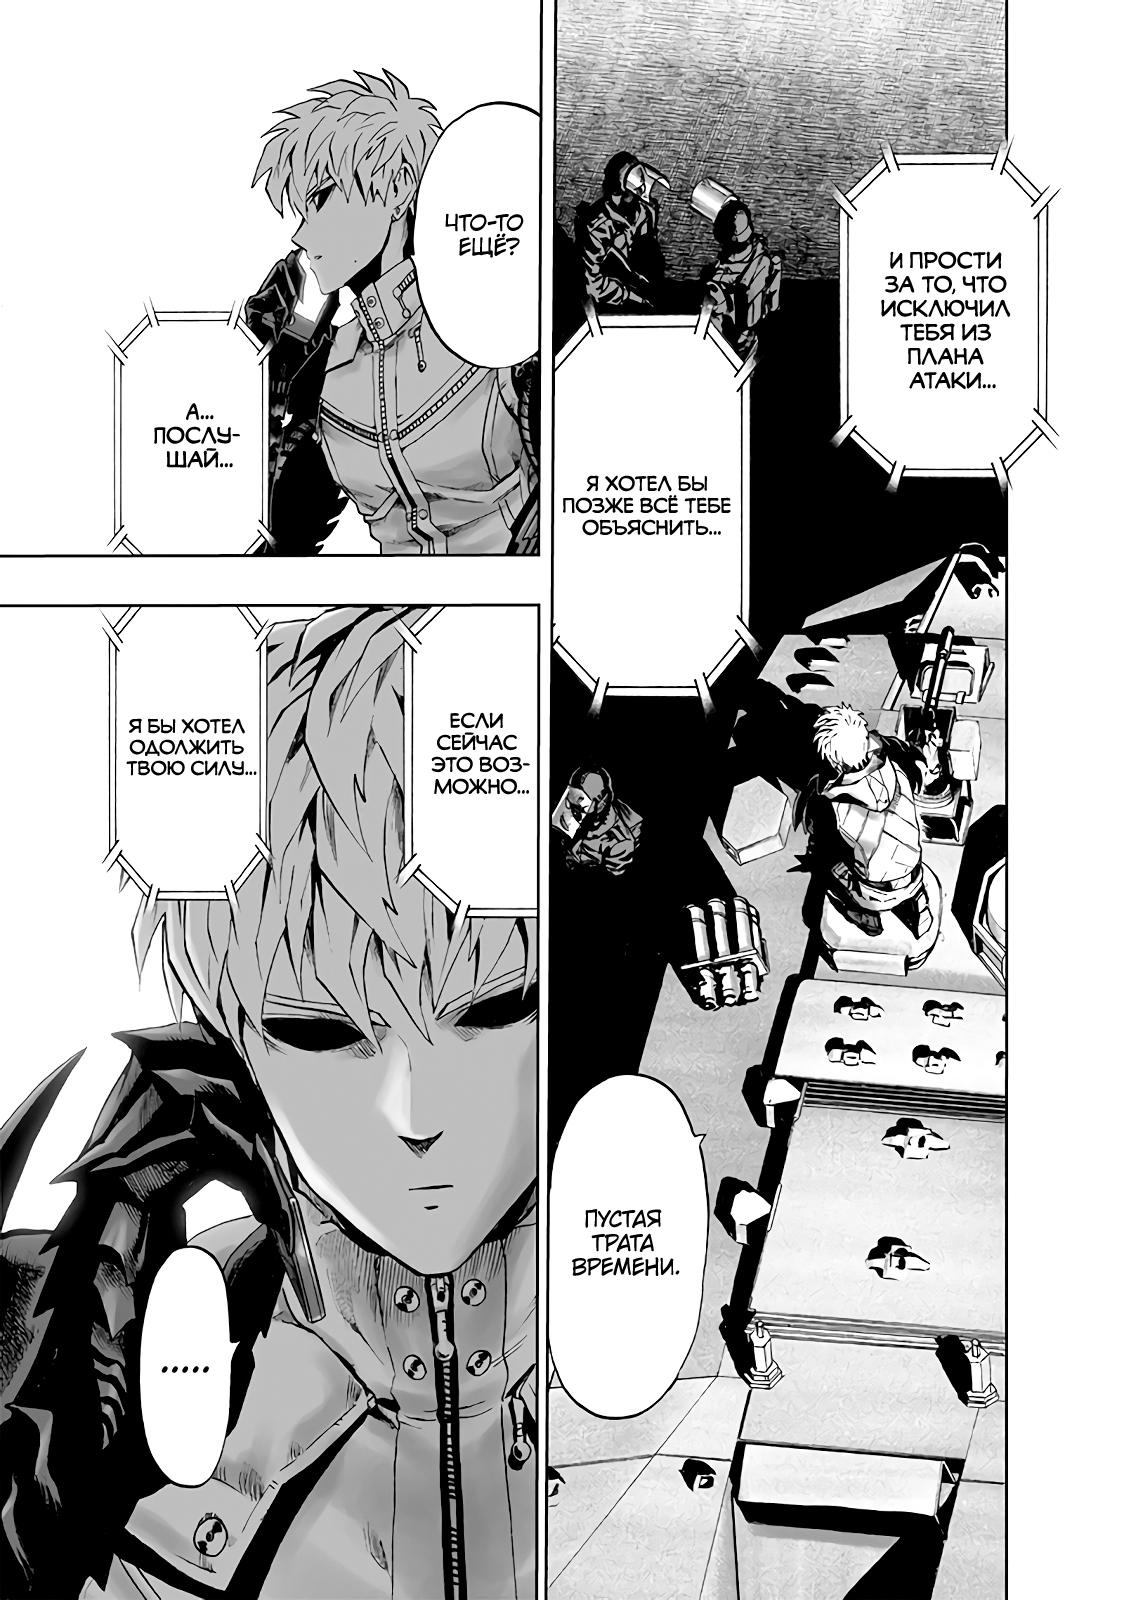 И ПРОСТИ
ЗА ТО, ЧТО
ИСКЛЮЧИЛ
ТЕБЯ ИЗ
ПЛАНА
АТАКИ...
Я ХОТЕЛ БЫ
ПОЗЖЕ ВСЁ ТЕБЕ
ОБЪЯСНИТЬ...
ПУСТАЯ
ТРАТА
ВРЕМЕНИ.
ЧТО-ТО
ЕЩЁ?
А...
ПОСЛУ-
ШАЙ...
ЕСЛИ
СЕЙЧАС
ЭТО ВОЗ-
МОЖНО...
Я БЫ ХОТЕЛ
ОДОЛЖИТЬ
ТВОЮ СИЛУ...
.....